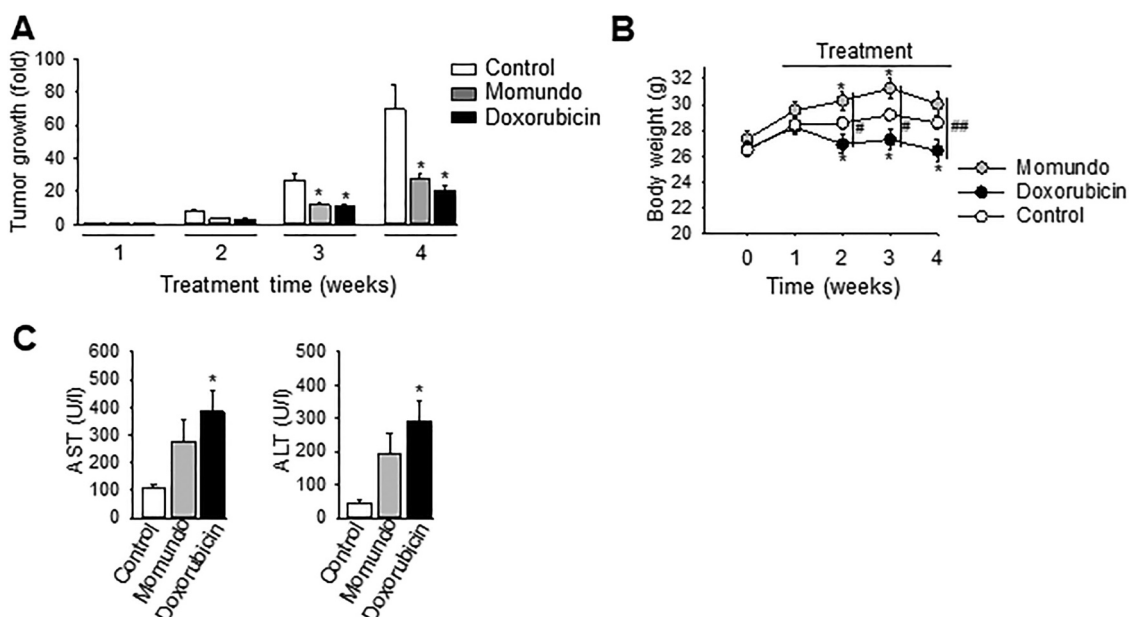 A
Tumor growth (fold)
100
80
60
40
20
0
Control
Momundo
Doxorubicin
*
*
*
*
1 2 3 4
Treatment time (weeks)
B
Treatment
Body weight (g)
32
30
28
26
24
22
20
*
*
#
#
##
*
*
*
Momundo
Doxorubicin
Control
0 1 2 3 4
Time (weeks)
C
AST (U/l)
600
500
400
300
200
100
0
*
Control
Momundo
Doxorubicin
ALT (U/l)
500
400
300
200
100
0
*
Control
Momundo
Doxorubicin